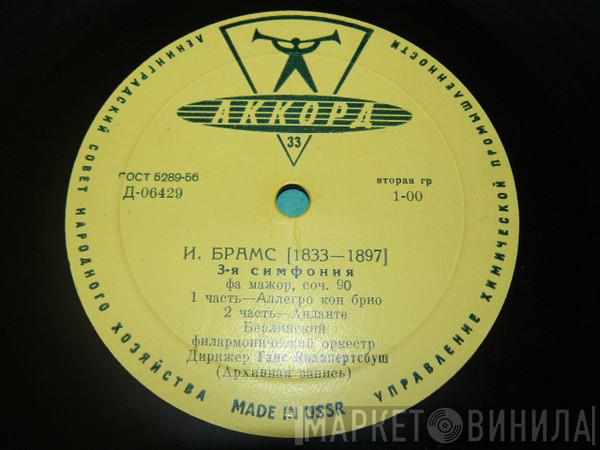 ЛЕНИНГРАДСКИЙ СОВЕТ НАРОДНОГО ХОЗЯЙСТВА
УПРАВЛЕНИЕ ХИМИЧЕСКОЙ ПРОМЫШЛЕННОСТИ
АККОРД
33
ГОСТ 5289-56
Д-06429
вторая гр
1-00
И. БРАМС [1833—1897]
3-я симфония
фа мажор, соч. 90
1 часть—Аллегро кон брио
2 часть—Анданте
Берлинский
филармонический оркестр
Дирижер Ганс Кнаппертсбуш
(Архивная запись)
MADE IN USSR
МАРКЕТОВИНИЛА